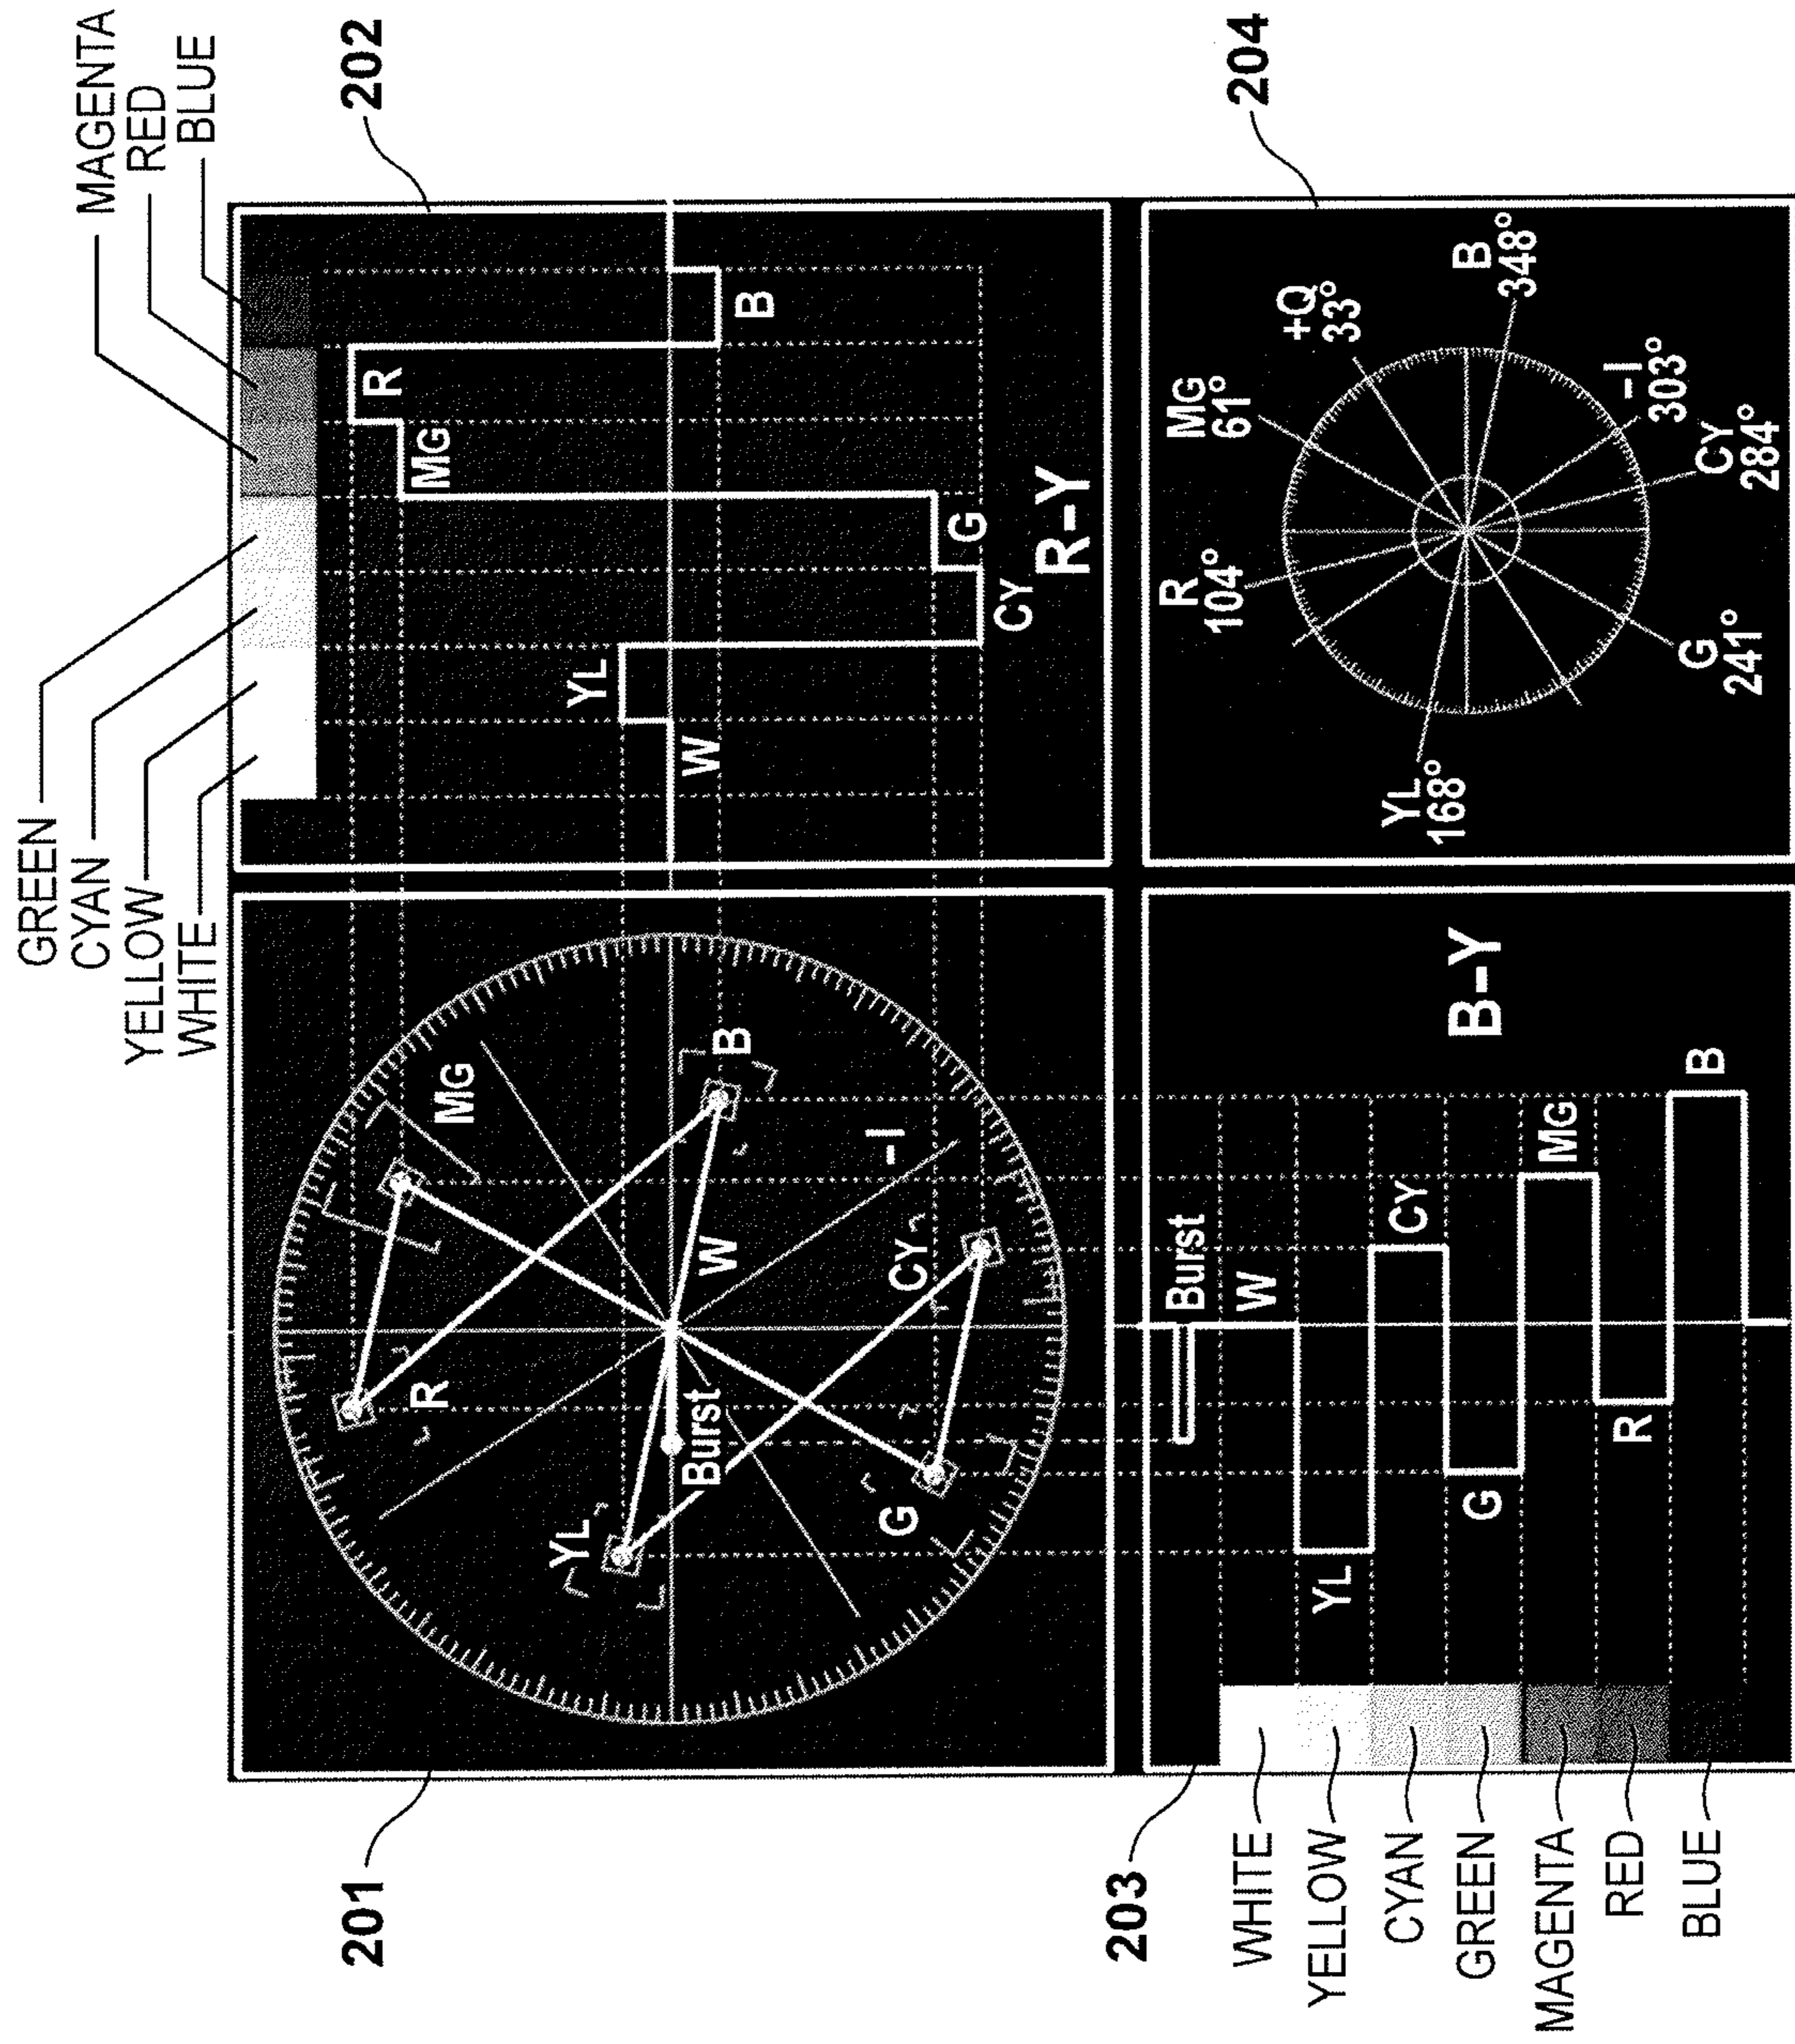 GREEN
CYAN
YELLOW
WHITE
MAGENTA
RED
BLUE
201
202
R
MG
B
W
YL
Burst
-I
CY
G
YL
W
R
MG
G
CY
B
R-Y
203
WHITE
YELLOW
CYAN
GREEN
MAGENTA
RED
BLUE
Burst
W
YL
CY
G
MG
R
B
B-Y
204
R
104°
MG
61°
+Q
33°
B
348°
-I
303°
CY
284°
G
241°
YL
168°